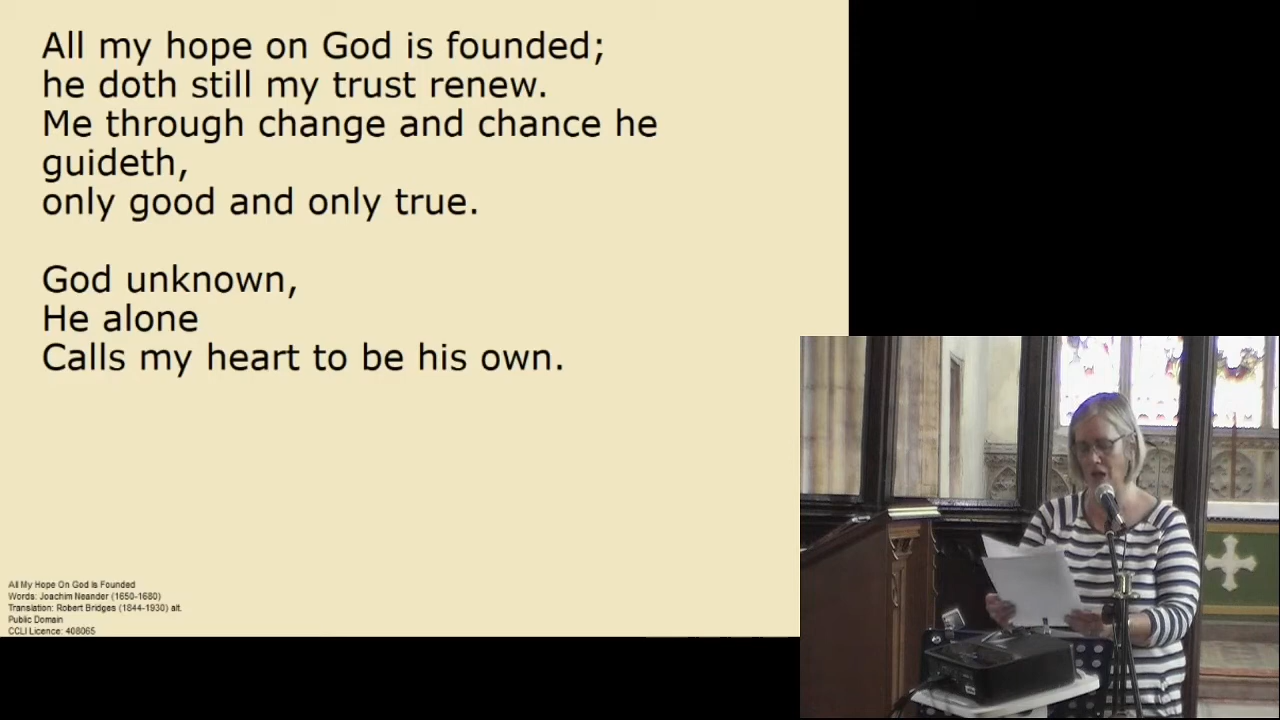 All my hope on God is founded;
he doth still my trust renew.
Me through change and chance he
guideth,
only good and only true.
God unknown,
He alone
Calls my heart to be his own.
All My Hope On God Is Founded
Words: Joachim Neander (1650-1680)
Translation: Robert Bridges (1844-1930) alt.
Public Domain
CCLI Licence: 408065